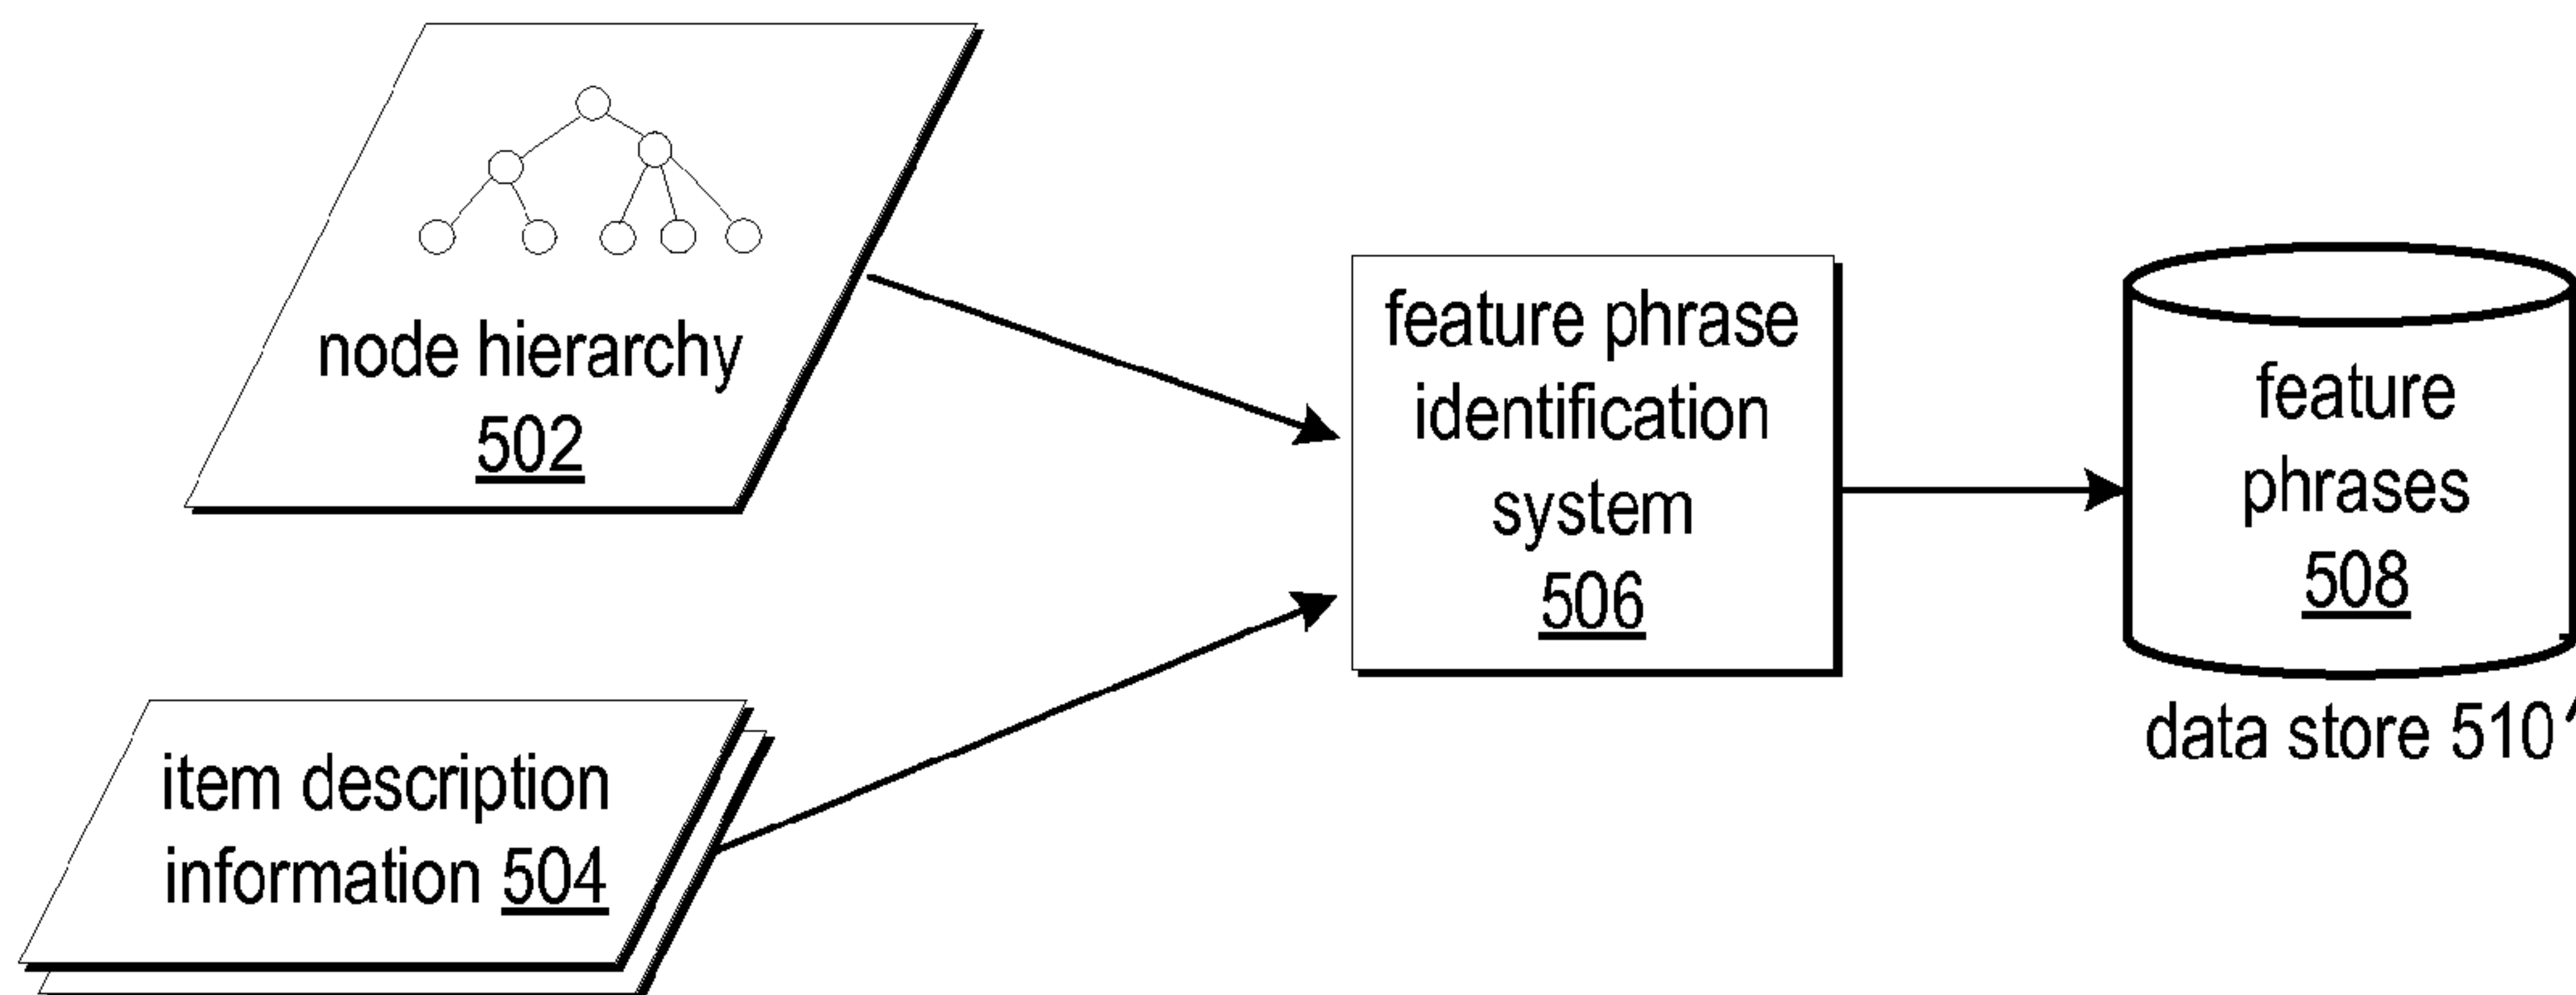 node hierarchy
502
item description
information 504
feature phrase
identification
system
506
feature
phrases
508
data store 510